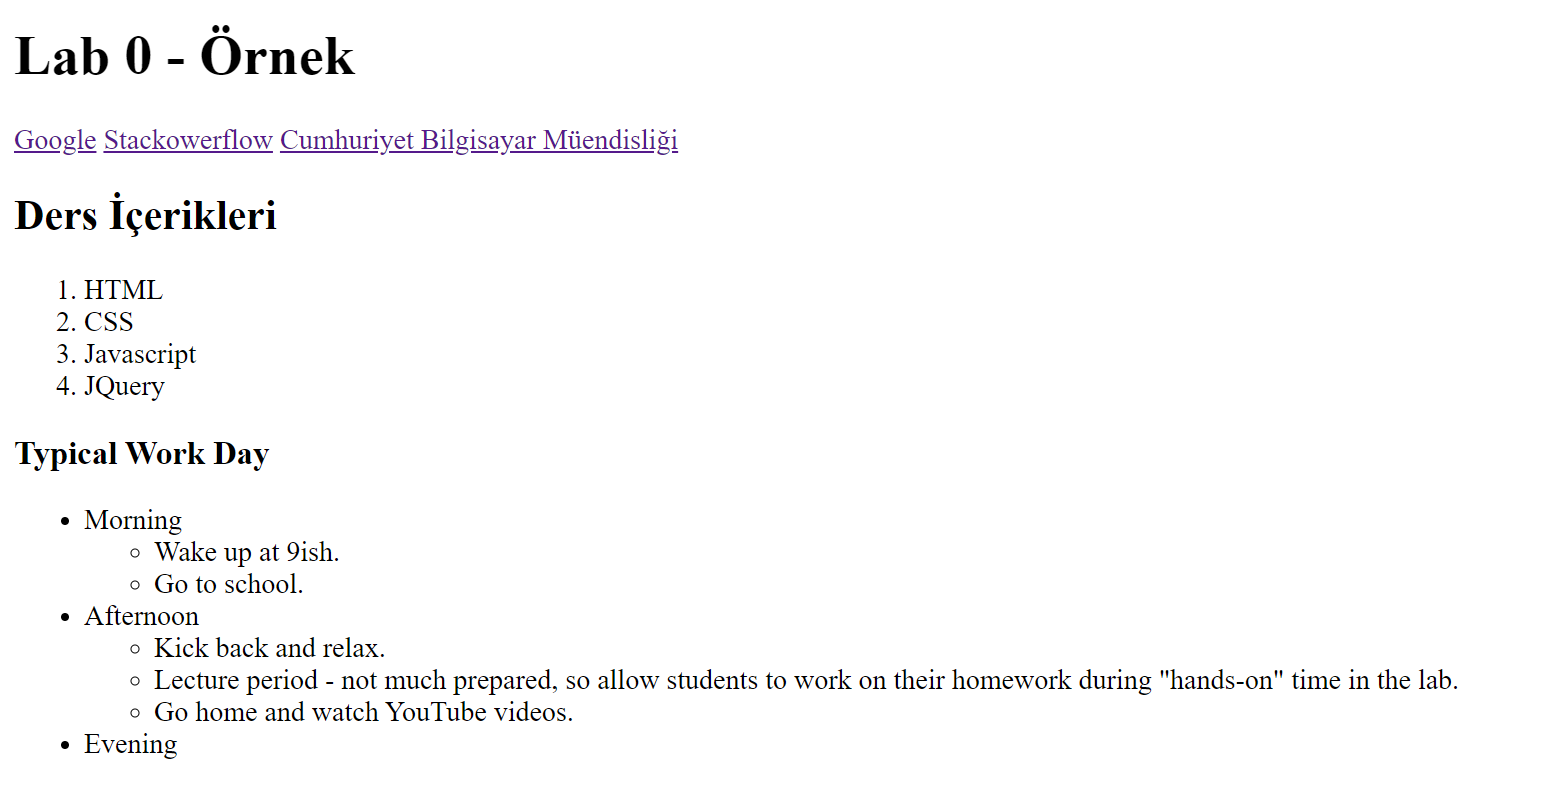 Lab 0 - Örnek
Google Stackowerflow Cumhuriyet Bilgisayar Müendisliği
Ders İçerikleri
1. HTML
2. CSS
3. Javascript
4. JQuery
Typical Work Day
Morning
Wake up at 9ish.
Go to school.
Afternoon
Kick back and relax.
Lecture period - not much prepared, so allow students to work on their homework during "hands-on" time in the lab.
Go home and watch YouTube videos.
Evening